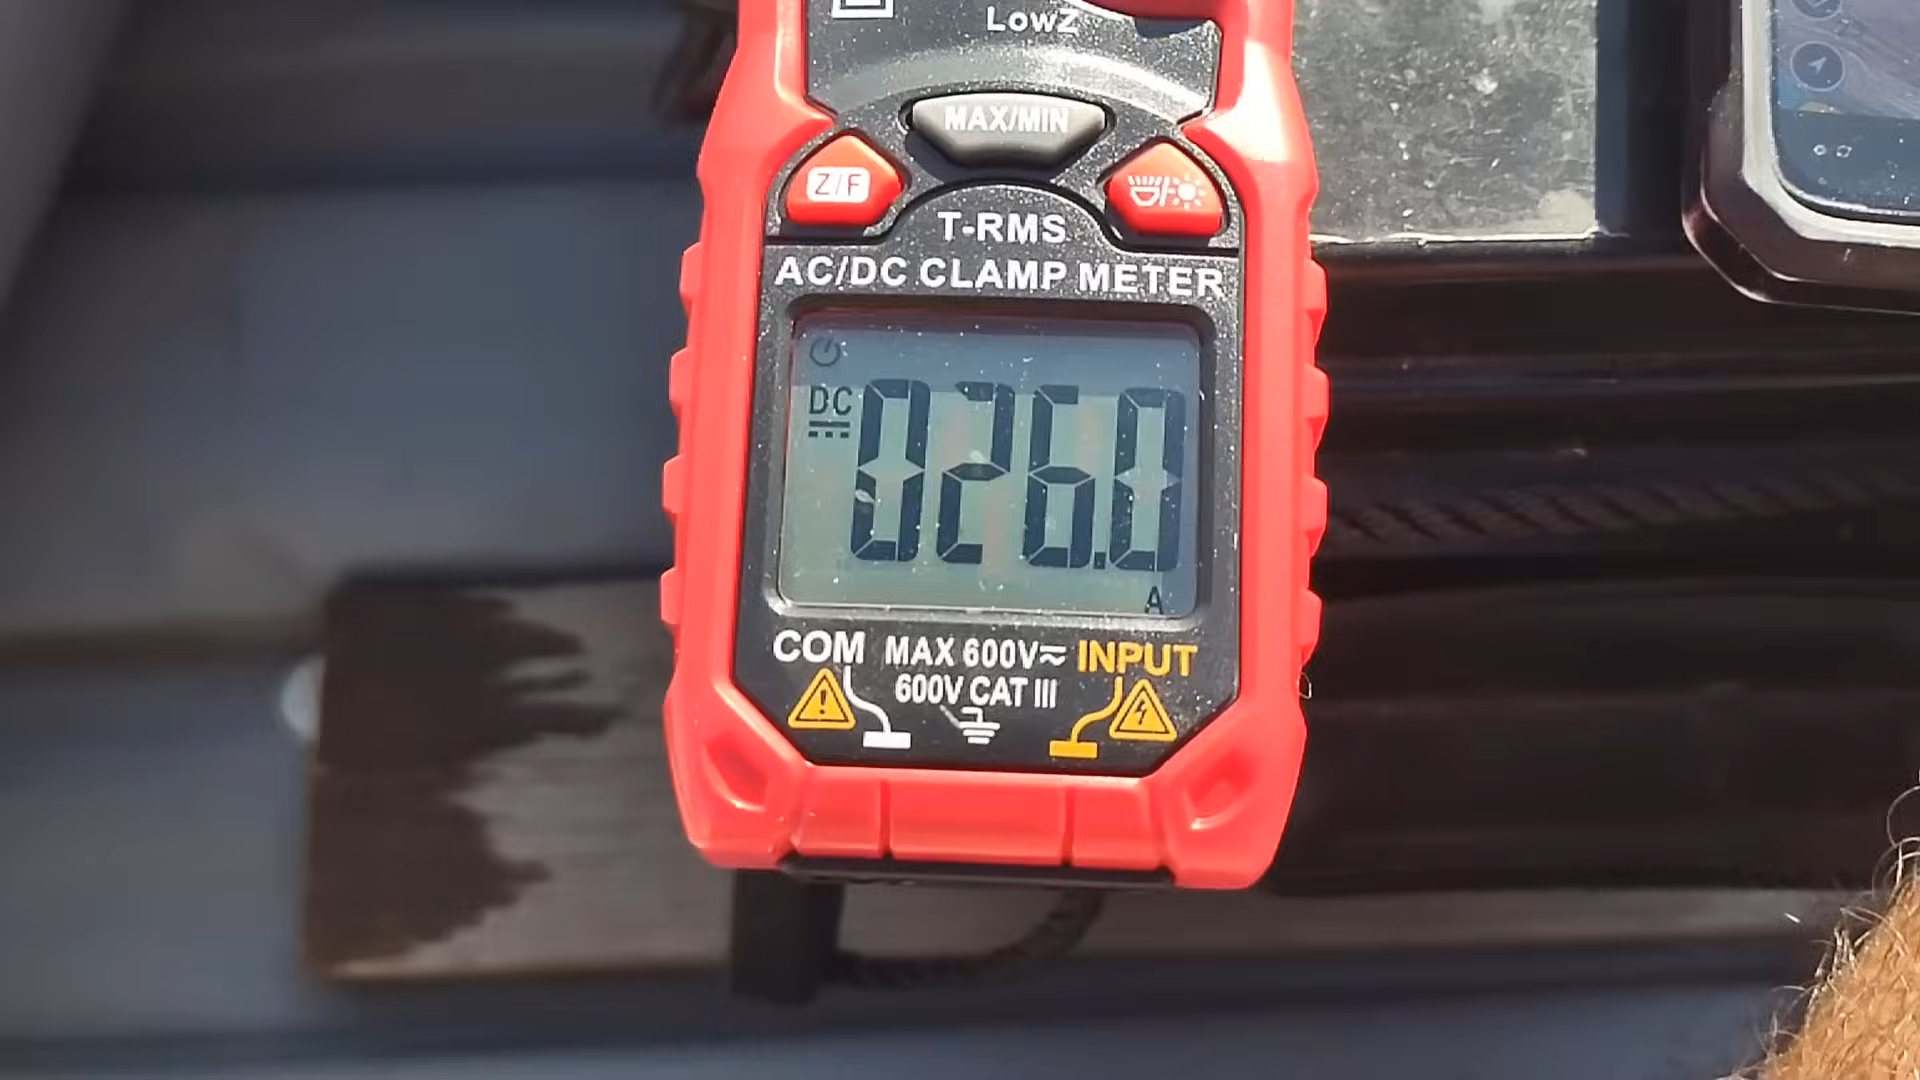 LowZ
MAX/MIN
Z/F
T-RMS
AC/DC CLAMP METER
DC
026.0
A
COM MAX 600V≂ INPUT
600V CAT III